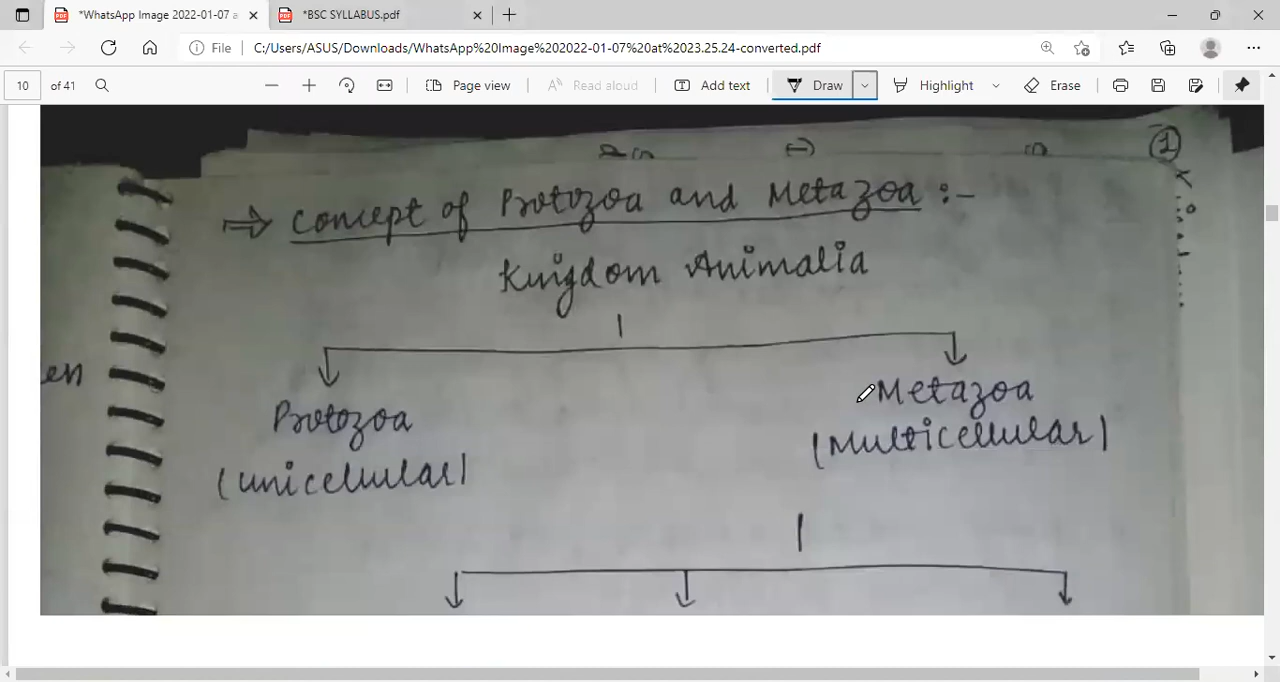 *WhatsApp Image 2022-01-07 a
*BSC SYLLABUS.pdf
File
C:/Users/ASUS/Downloads/WhatsApp%20Image%202022-01-07%20at%2023.25.24-converted.pdf
10 of 41
Page view
Read aloud
Add text
Draw
Highlight
Erase
1
⇒ Concept of Protozoa and Metazoa :-
Kuigdom Animalia
en
Protozoa
(Unicellular)
Metazoa
(Multicellular)